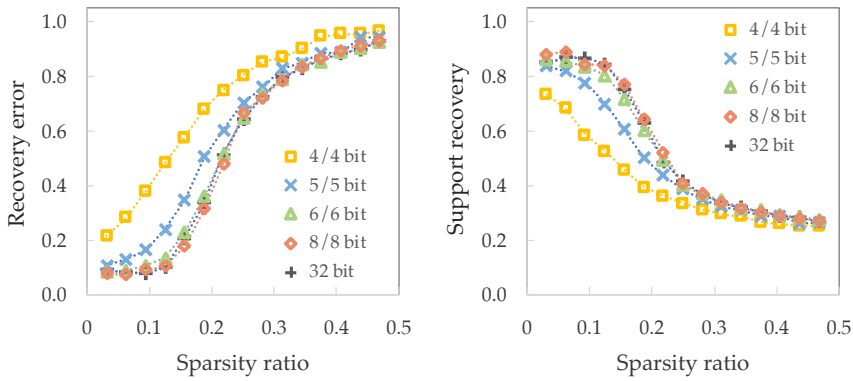 Recovery error
1.0
0.8
0.6
0.4
0.2
0.0
0
0.1
0.2
0.3
0.4
0.5
Sparsity ratio
4/4 bit
5/5 bit
6/6 bit
8/8 bit
32 bit
Support recovery
1.0
0.8
0.6
0.4
0.2
0.0
0
0.1
0.2
0.3
0.4
0.5
Sparsity ratio
4/4 bit
5/5 bit
6/6 bit
8/8 bit
32 bit